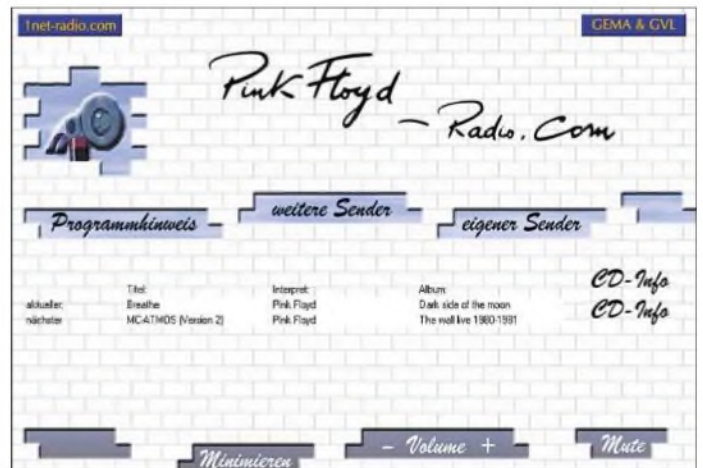 1net-radio.com
GEMA & GVL
Pink Floyd
- Radio.Com
Programmhinweis
weitere Sender
eigener Sender
Titel: Interpret: Album: CD-Info
aktueller: Breathe Pink Floyd Dark side of the moon
nächster MC:ATMOS (Version 2) Pink Floyd The wall live 1980-1981 CD-Info
Minimieren
- Volume +
Mute